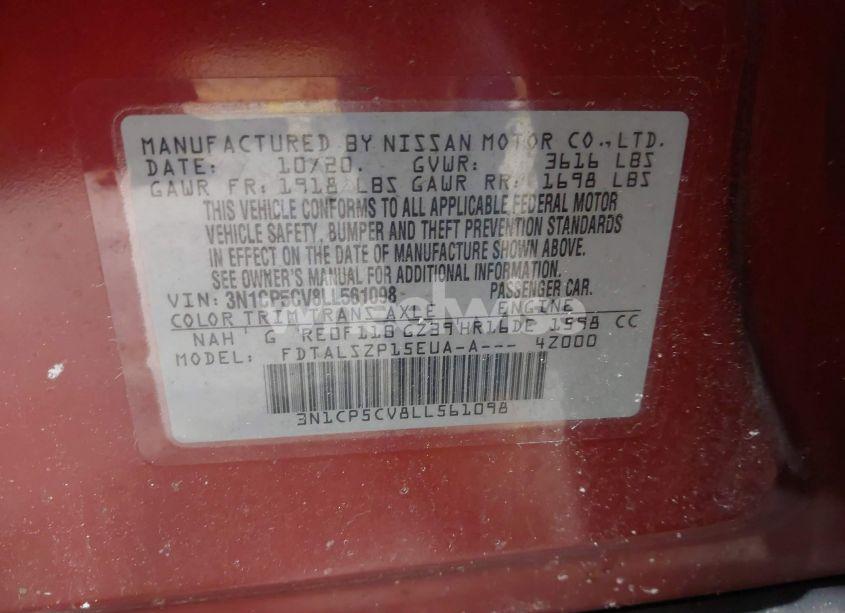 MANUFACTURED BY NISSAN MOTOR CO.,LTD.
DATE: 10/20. GVWR: 3616 LBS
GAWR FR: 1918 LBS GAWR RR: 1698 LBS
THIS VEHICLE CONFORMS TO ALL APPLICABLE FEDERAL MOTOR
VEHICLE SAFETY, BUMPER AND THEFT PREVENTION STANDARDS
IN EFFECT ON THE DATE OF MANUFACTURE SHOWN ABOVE.
SEE OWNER'S MANUAL FOR ADDITIONAL INFORMATION
VIN: 3N1CP5CV8LL561098 PASSENGER CAR.
COLOR TRIM TRANS AXLE ENGINE
NAH G RE0F11B GZ39 HR16DE 1598 CC
MODEL: FDTALSZP15EUA-A--- 4Z000
3N1CP5CV8LL561098